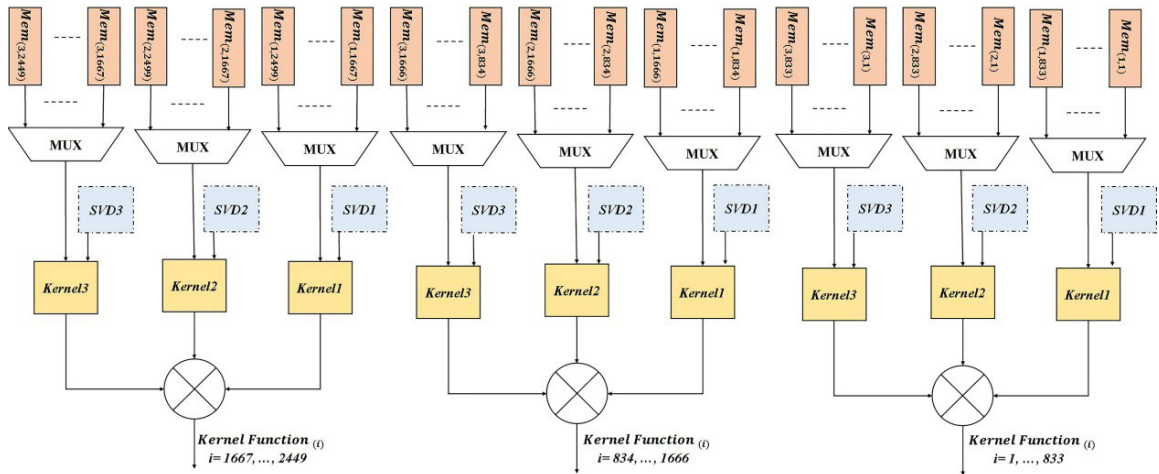 Mem(3,2449)
Mem(3,1667)
Mem(2,2499)
Mem(2,1667)
Mem(1,2499)
Mem(1,1667)
Mem(3,1666)
Mem(3,834)
Mem(2,1666)
Mem(2,834)
Mem(1,1666)
Mem(1,834)
Mem(3,833)
Mem(3,1)
Mem(2,833)
Mem(2,1)
Mem(1,833)
Mem(1,1)
MUX
MUX
MUX
MUX
MUX
MUX
MUX
MUX
MUX
SVD3
SVD2
SVD1
SVD3
SVD2
SVD1
SVD3
SVD2
SVD1
Kernel3
Kernel2
Kernel1
Kernel3
Kernel2
Kernel1
Kernel3
Kernel2
Kernel1
Kernel Function (i)
i= 1667, ..., 2449
Kernel Function (i)
i= 834, ..., 1666
Kernel Function (i)
i= 1, ..., 833